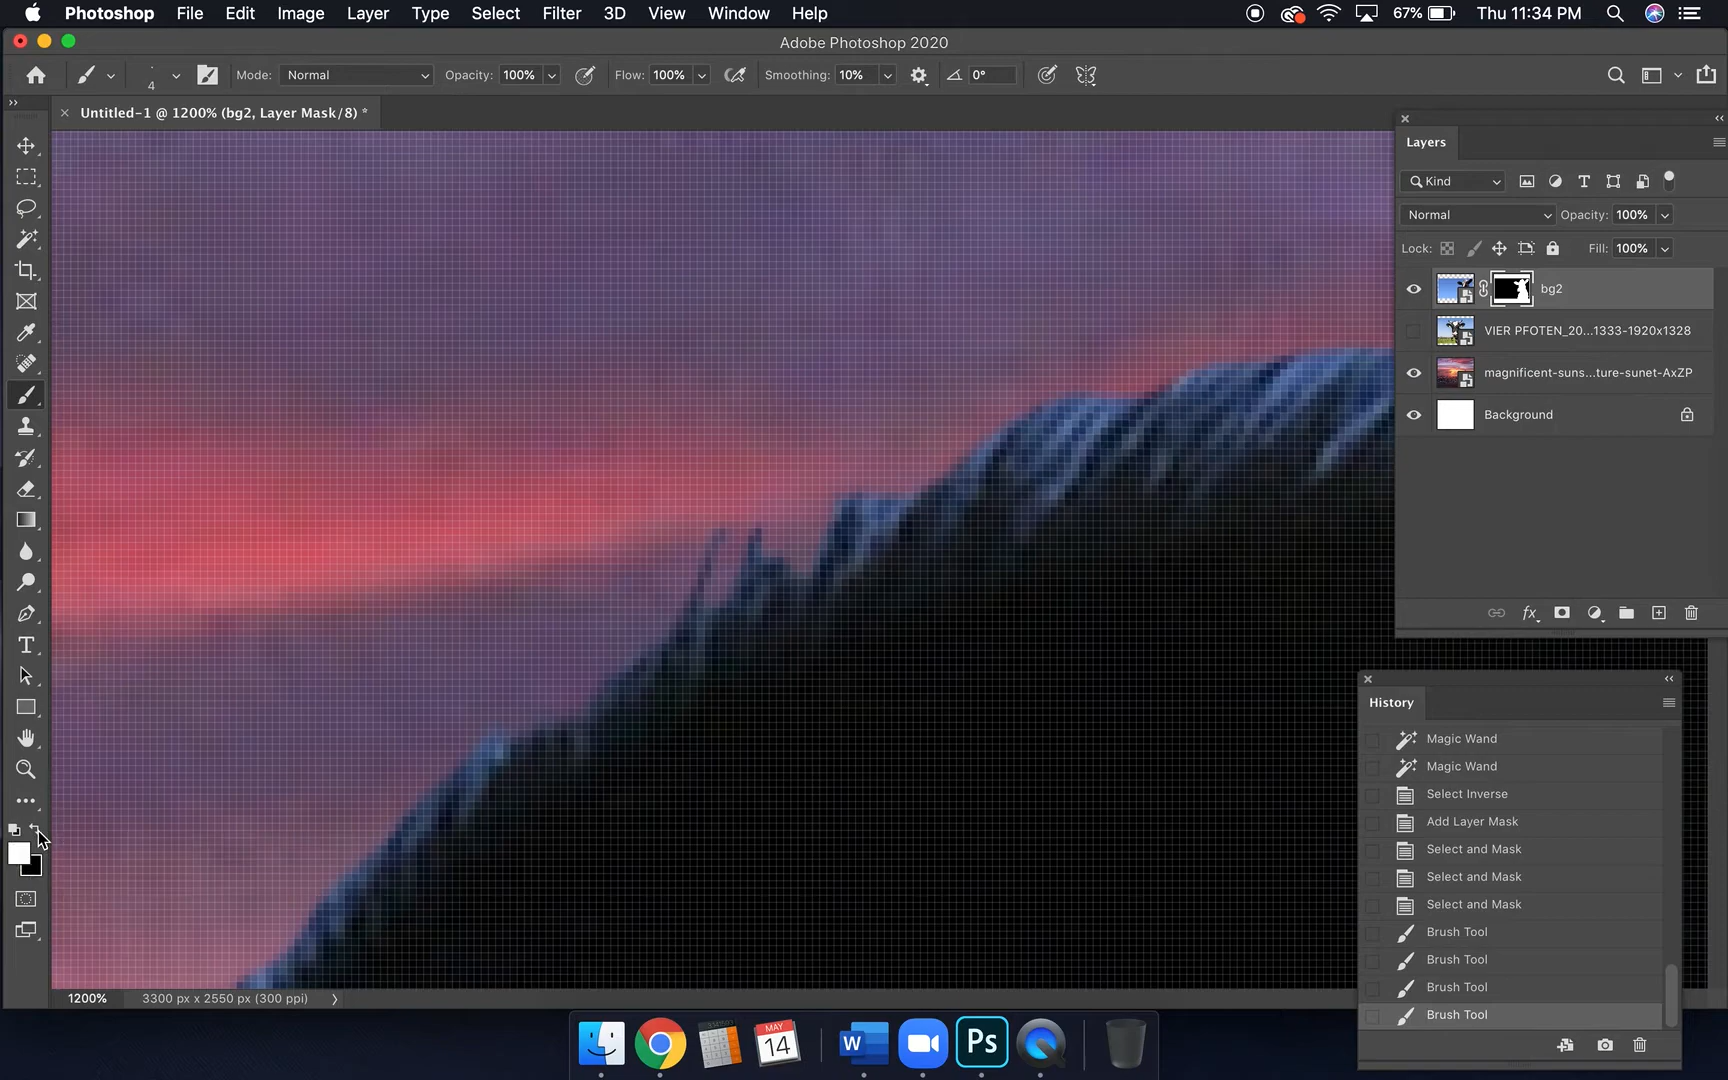 Photoshop File Edit Image Layer Type Select Filter 3D View Window Help 67% Thu 11:34 PM
Adobe Photoshop 2020
4 Mode: Normal Opacity: 100% Flow: 100% Smoothing: 10% 0°
Untitled-1 @ 1200% (bg2, Layer Mask/8) *
Layers
Kind
Normal Opacity: 100%
Lock: Fill: 100%
bg2
VIER PFOTEN_20...1333-1920x1328
magnificent-suns...ture-sunet-AxZP
Background
History
Magic Wand
Magic Wand
Select Inverse
Add Layer Mask
Select and Mask
Select and Mask
Select and Mask
Brush Tool
Brush Tool
Brush Tool
Brush Tool
1200% 3300 px x 2550 px (300 ppi)
MAY
14
W
Ps